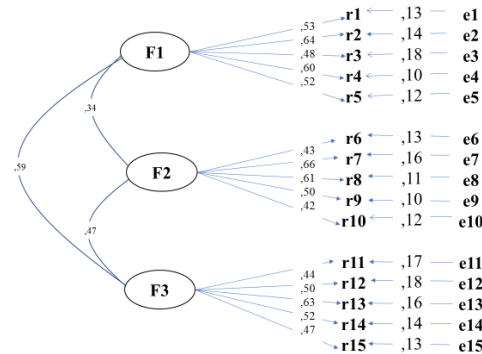 ,53 r1 ,13 e1
,64 r2 ,14 e2
F1 ,48 r3 ,18 e3
,60 r4 ,10 e4
,52 r5 ,12 e5
,34
,43 r6 ,13 e6
,59 ,66 r7 ,16 e7
F2 ,61 r8 ,11 e8
,50 r9 ,10 e9
,42 r10 ,12 e10
,47
,44 r11 ,17 e11
,50 r12 ,18 e12
F3 ,63 r13 ,16 e13
,52 r14 ,14 e14
,47 r15 ,13 e15